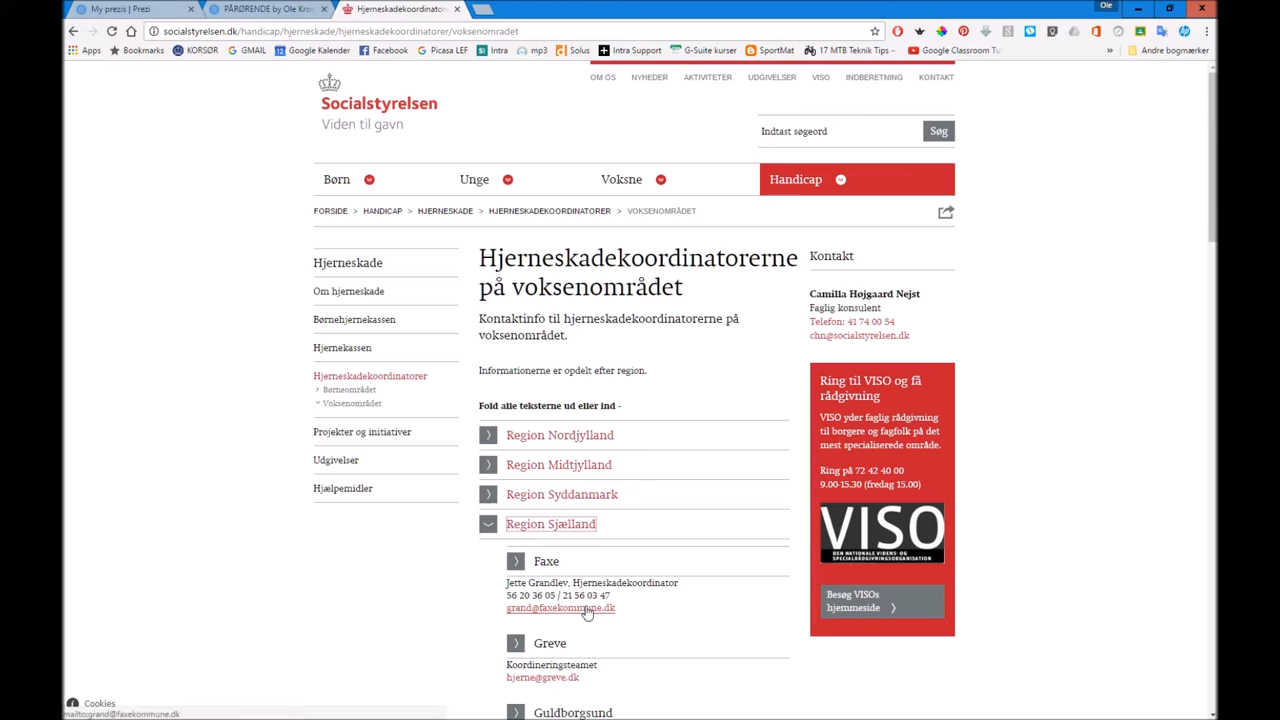 My prezis | Prezi
PÅRØRENDE by Ole Kro
Hjerneskadekoordinator
Ole
socialstyrelsen.dk/handicap/hjerneskade/hjerneskadekoordinatorer/voksenomradet
Apps
Bookmarks
KORSØR
GMAIL
Google Kalender
Facebook
Picasa LEF
Intra
mp3
Solus
Intra Support
G-Suite kurser
SportMat
17 MTB Teknik Tips –
Google Classroom Tu
»
Andre bogmærker
OM OS NYHEDER AKTIVITETER UDGIVELSER VISO INDBERETNING KONTAKT
Socialstyrelsen
Viden til gavn
Indtast søgeord
Søg
Børn
Unge
Voksne
Handicap
FORSIDE > HANDICAP > HJERNESKADE > HJERNESKADEKOORDINATORER > VOKSENOMRÅDET
Hjerneskade
Om hjerneskade
Børnehjernekassen
Hjernekassen
Hjerneskadekoordinatorer
Børneområdet
Voksenområdet
Projekter og initiativer
Udgivelser
Hjælpemidler
Hjerneskadekoordinatorerne
på voksenområdet
Kontaktinfo til hjerneskadekoordinatorerne på
voksenområdet.
Informationerne er opdelt efter region.
Fold alle teksterne ud eller ind -
Region Nordjylland
Region Midtjylland
Region Syddanmark
Region Sjælland
Faxe
Jette Grandlev, Hjerneskadekoordinator
56 20 36 05 / 21 56 03 47
grand@faxekommune.dk
Greve
Koordineringsteamet
hjerne@greve.dk
Guldborgsund
Kontakt
Camilla Højgaard Nejst
Faglig konsulent
Telefon: 41 74 00 54
chn@socialstyrelsen.dk
Ring til VISO og få
rådgivning
VISO yder faglig rådgivning
til borgere og fagfolk på det
mest specialiserede område.
Ring på 72 42 40 00
9.00-15.30 (fredag 15.00)
VISO
DEN NATIONALE VIDENS- OG
SPECIALRÅDGIVNINGSORGANISATION
Besøg VISOs
hjemmeside
Cookies
mailto:grand@faxekommune.dk